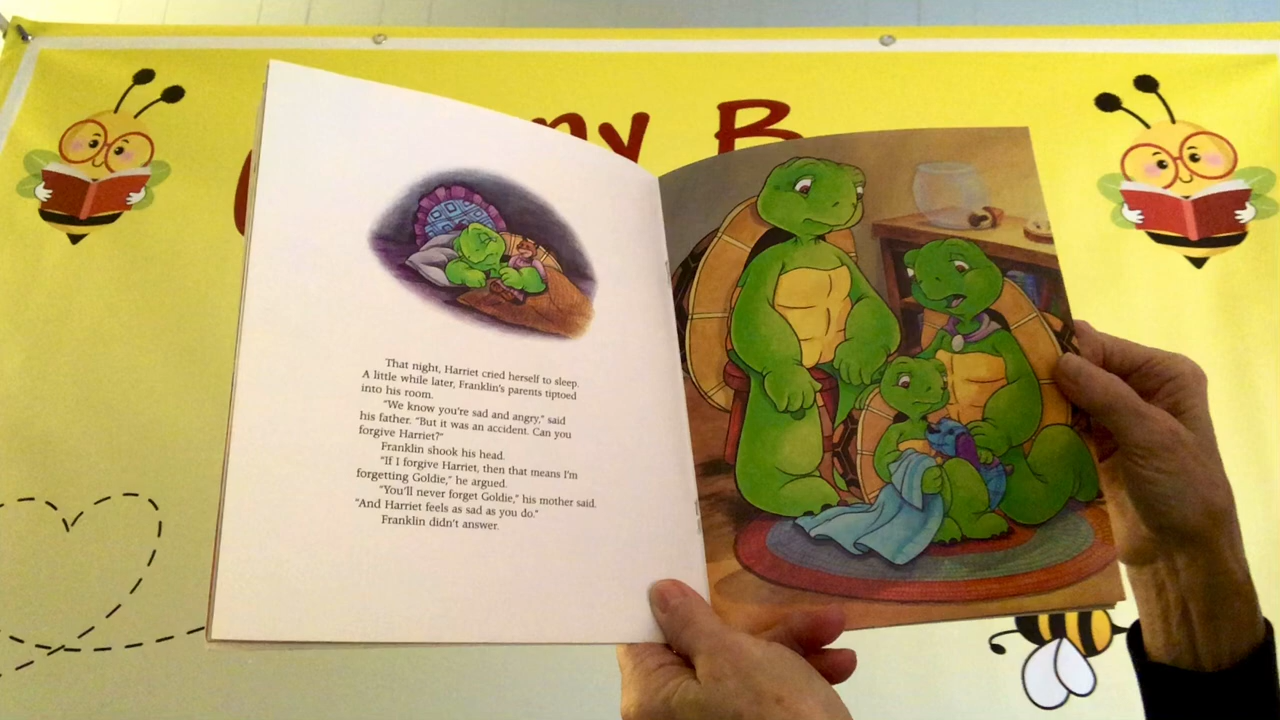 ny B
That night, Harriet cried herself to sleep.
A little while later, Franklin's parents tiptoed
into his room.
"We know you're sad and angry," said
his father. "But it was an accident. Can you
forgive Harriet?"
Franklin shook his head.
"If I forgive Harriet, then that means I'm
forgetting Goldie," he argued.
"You'll never forget Goldie," his mother said.
"And Harriet feels as sad as you do."
Franklin didn't answer.